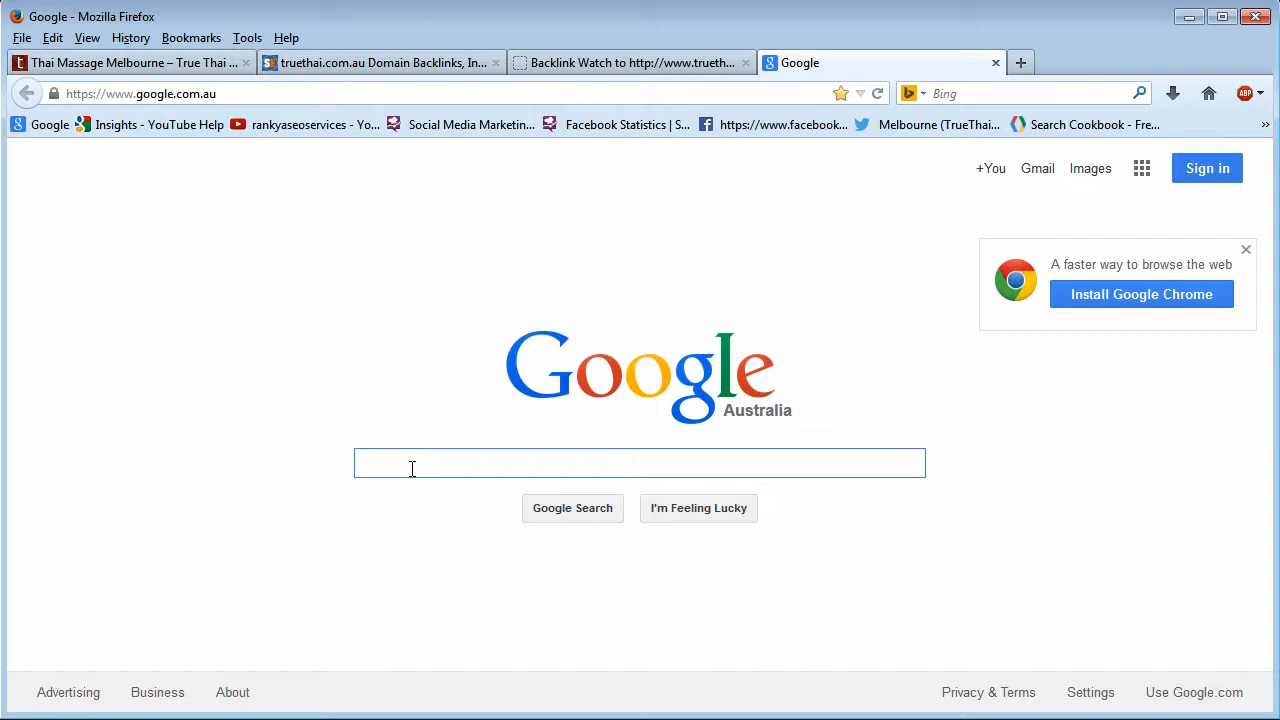 Google - Mozilla Firefox
File Edit View History Bookmarks Tools Help
Thai Massage Melbourne – True Thai ... truethai.com.au Domain Backlinks, In... Backlink Watch to http://www.trueth... Google
https://www.google.com.au Bing ABP
Google Insights - YouTube Help rankyaseoservices - Yo... Social Media Marketin... Facebook Statistics | S... https://www.facebook... Melbourne (TrueThai... Search Cookbook - Fre... »
+You Gmail Images Sign in
A faster way to browse the web
Install Google Chrome
Google
Australia
Google Search I'm Feeling Lucky
Advertising Business About Privacy & Terms Settings Use Google.com